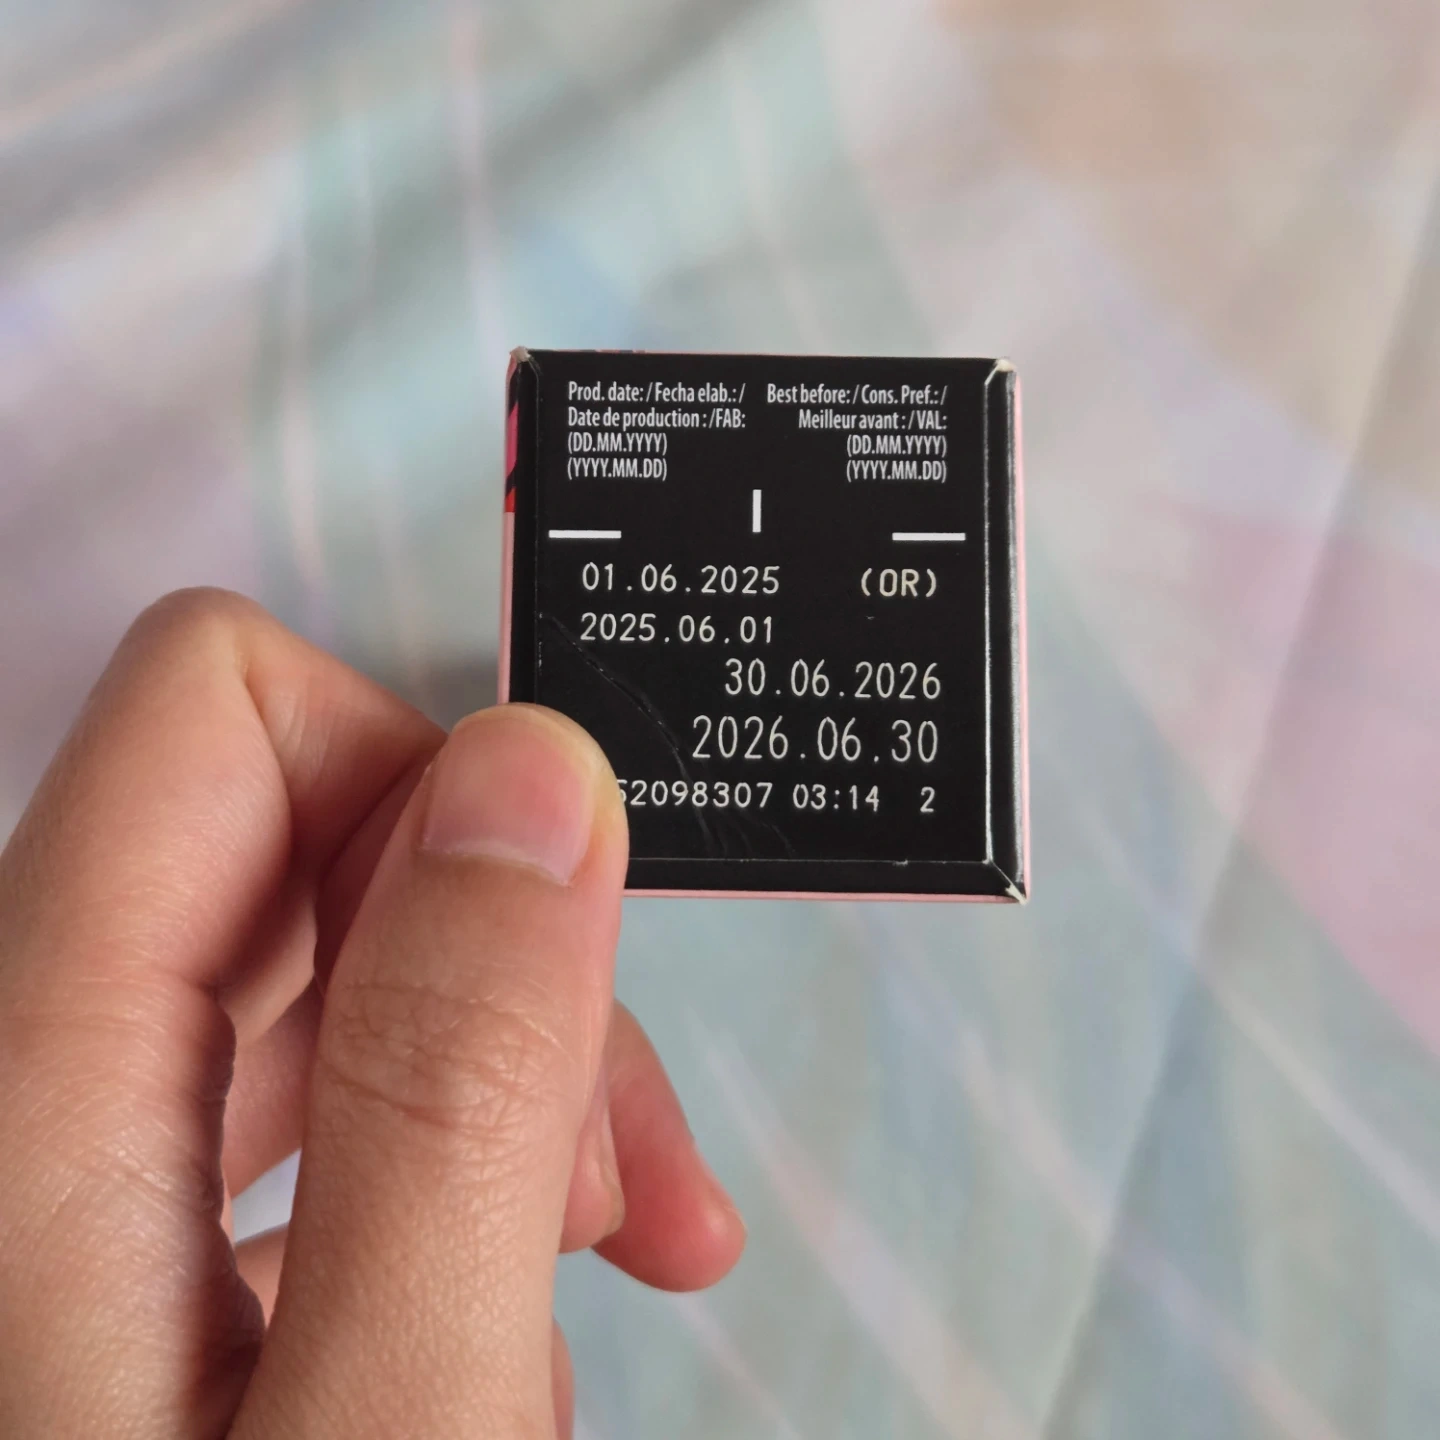 Prod. date: / Fecha elab.: /
Date de production : /FAB:
(DD.MM.YYYY)
(YYYY.MM.DD)
Best before: / Cons. Pref.: /
Meilleur avant : / VAL:
(DD.MM.YYYY)
(YYYY.MM.DD)
01.06.2025 (OR)
2025.06.01
30.06.2026
2026.06.30
03:14 2